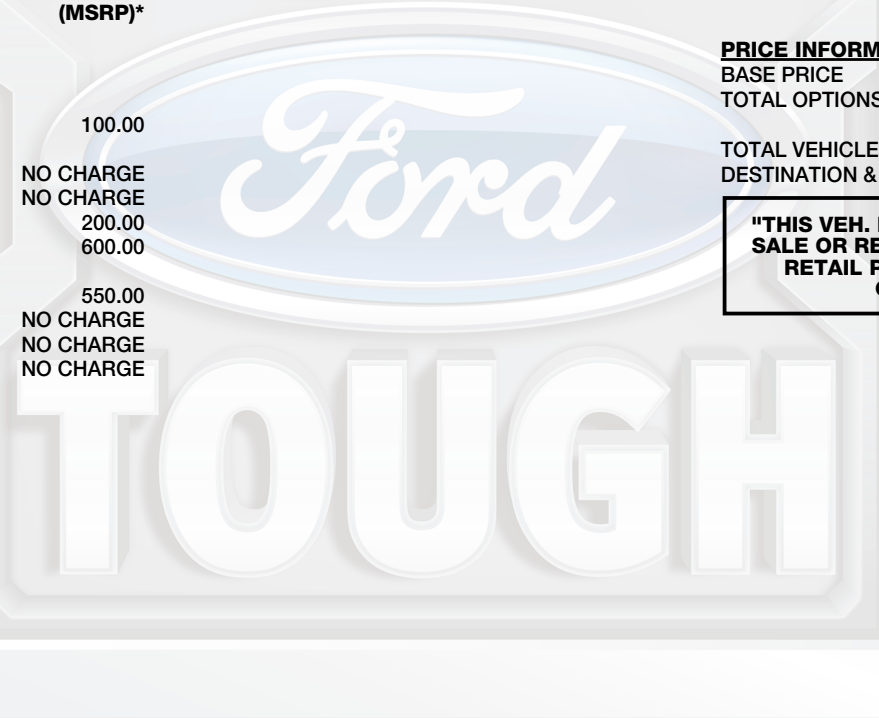 (MSRP)*
100.00
NO CHARGE
NO CHARGE
200.00
600.00
550.00
NO CHARGE
NO CHARGE
NO CHARGE
PRICE INFORM
BASE PRICE
TOTAL OPTIONS
TOTAL VEHICLE
DESTINATION &
"THIS VEH.
SALE OR RE
RETAIL P
Ford
TOUGH